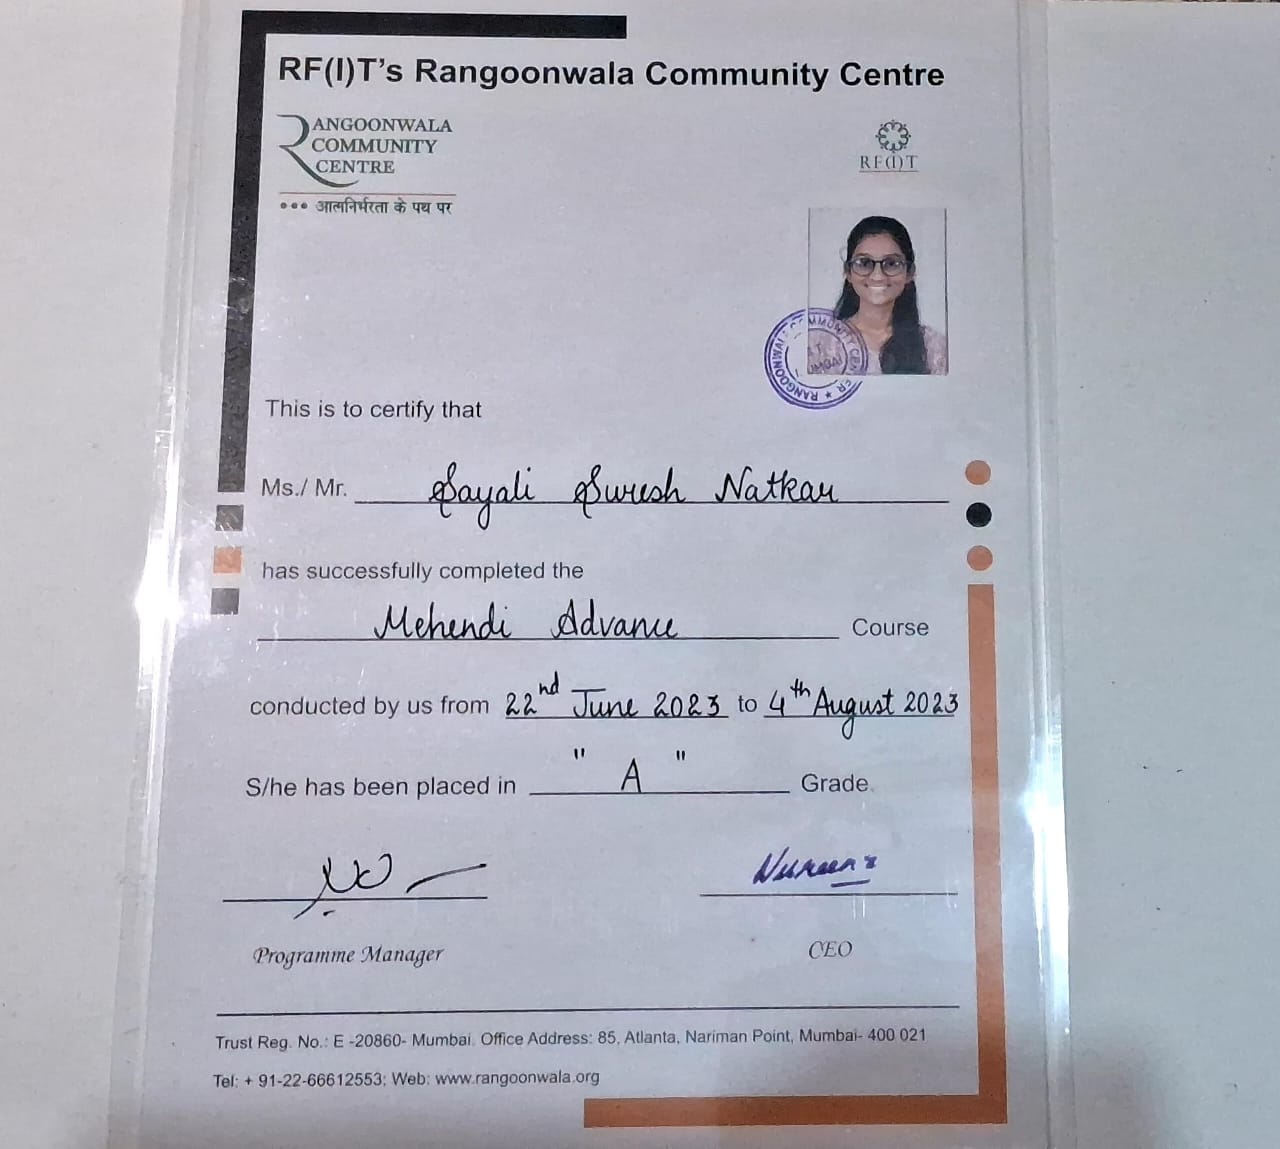 RF(I)T's Rangoonwala Community Centre
RANGOONWALA
COMMUNITY
CENTRE
आत्मनिर्भरता के पथ पर
RF(I)T
RANGOONWALA COMMUNITY CENTRE
This is to certify that
Ms./ Mr. Sayali Suresh Natkar
has successfully completed the
Mehendi Advance Course
conducted by us from 22nd June 2023 to 4th August 2023
S/he has been placed in "A" Grade.
Programme Manager
CEO
Trust Reg. No.: E -20860- Mumbai. Office Address: 85, Atlanta, Nariman Point, Mumbai- 400 021
Tel: + 91-22-66612553; Web: www.rangoonwala.org